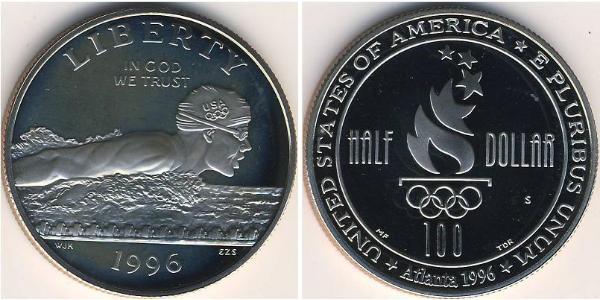 LIBERTY
IN GOD
WE TRUST
USA
WJK
ZZS
1996
UNITED STATES OF AMERICA ★ E PLURIBUS UNUM ★
HALF DOLLAR
S
100
MF
TDR
Atlanta 1996